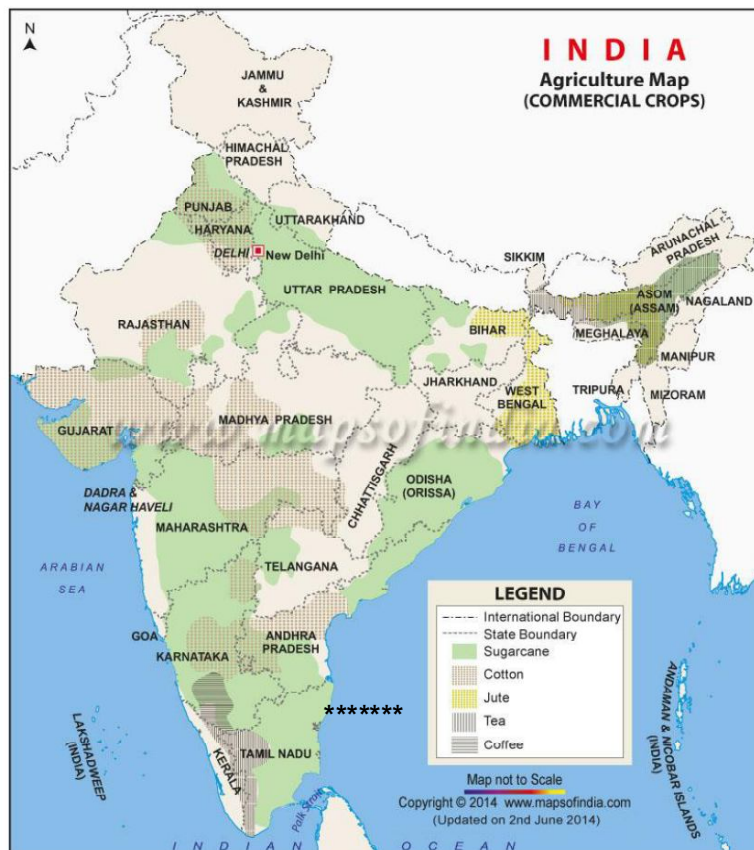 N
I N D I A
Agriculture Map
(COMMERCIAL CROPS)
JAMMU
&
KASHMIR
HIMACHAL
PRADESH
PUNJAB
UTTARAKHAND
HARYANA
DELHI
New Delhi
ARUNACHAL
PRADESH
SIKKIM
UTTAR PRADESH
ASOM
(ASSAM)
NAGALAND
RAJASTHAN
BIHAR
MEGHALAYA
MANIPUR
JHARKHAND
WEST
BENGAL
TRIPURA
MIZORAM
GUJARAT
MADHYA PRADESH
www.mapsofindia.com
CHHATTISGARH
ODISHA
(ORISSA)
DADRA &
NAGAR HAVELI
MAHARASHTRA
BAY
OF
BENGAL
ARABIAN
SEA
TELANGANA
GOA
KARNATAKA
ANDHRA
PRADESH
*******
LAKSHADWEEP
(INDIA)
KERALA
TAMIL NADU
Palk Strait
I N D I A N O C E A N
ANDAMAN & NICOBAR ISLANDS
(INDIA)
LEGEND
International Boundary
State Boundary
Sugarcane
Cotton
Jute
Tea
Coffee
Map not to Scale
Copyright © 2014 www.mapsofindia.com
(Updated on 2nd June 2014)